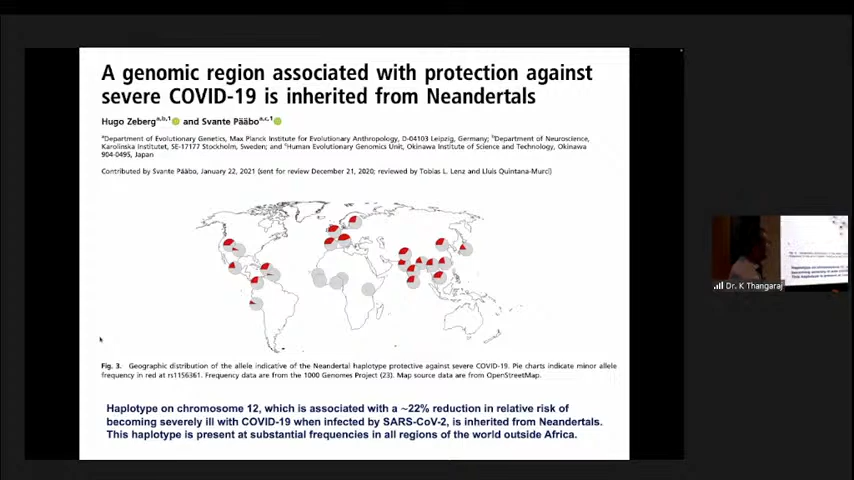 A genomic region associated with protection against
severe COVID-19 is inherited from Neandertals
Hugo Zeberg a,b,1 and Svante Pääbo a,c,1
aDepartment of Evolutionary Genetics, Max Planck Institute for Evolutionary Anthropology, D-04103 Leipzig, Germany; bDepartment of Neuroscience,
Karolinska Institutet, SE-17177 Stockholm, Sweden; and cHuman Evolutionary Genomics Unit, Okinawa Institute of Science and Technology, Okinawa
904-0495, Japan
Contributed by Svante Pääbo, January 22, 2021 (sent for review December 21, 2020; reviewed by Tobias L. Lenz and Lluis Quintana-Murci)
Fig. 3. Geographic distribution of the allele indicative of the Neandertal haplotype protective against severe COVID-19. Pie charts indicate minor allele
frequency in red at rs1156361. Frequency data are from the 1000 Genomes Project (23). Map source data are from OpenStreetMap.
Haplotype on chromosome 12, which is associated with a ~22% reduction in relative risk of
becoming severely ill with COVID-19 when infected by SARS-CoV-2, is inherited from Neandertals.
This haplotype is present at substantial frequencies in all regions of the world outside Africa.
Dr. K Thangaraj